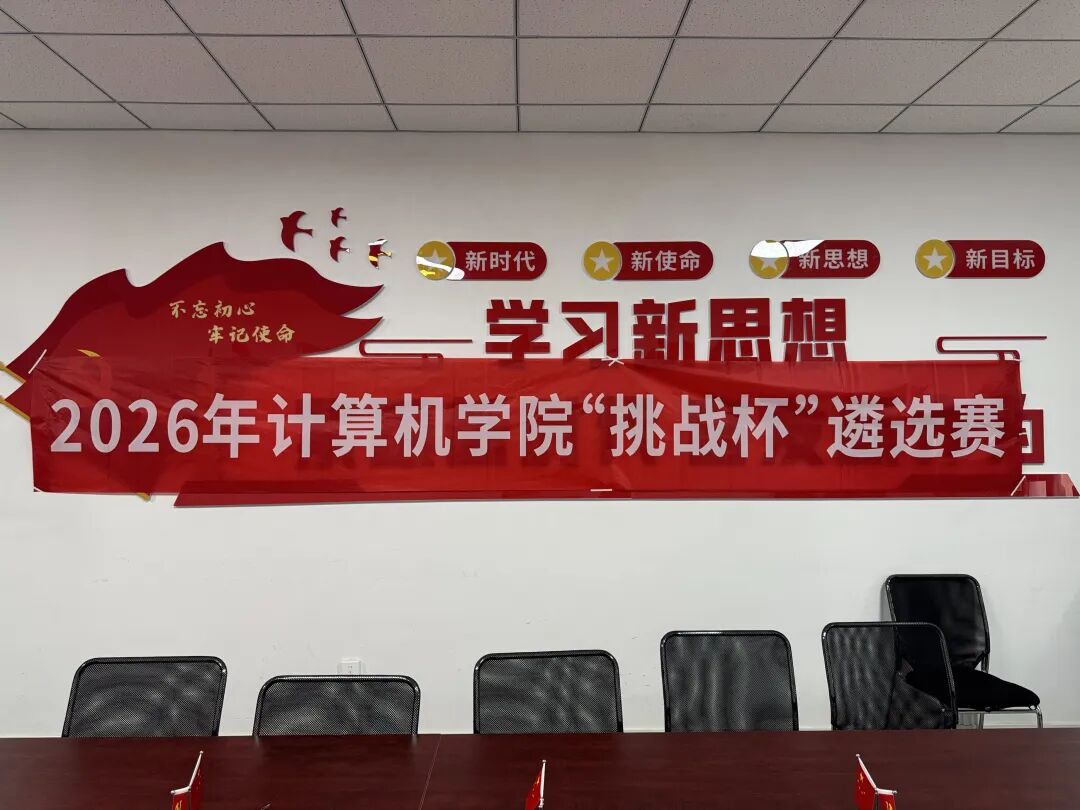 新时代
新使命
新思想
新目标
不忘初心
牢记使命
学习新思想
2026年计算机学院“挑战杯”遴选赛